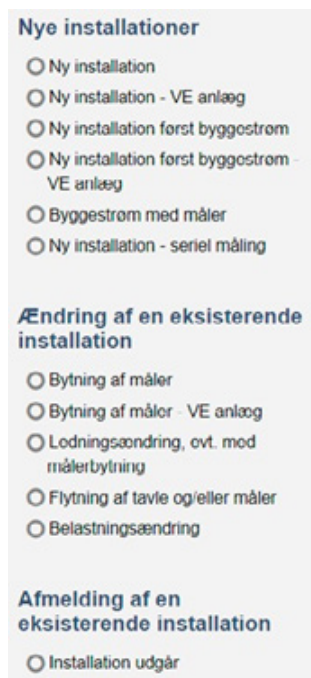 Nye installationer
Ny installation
Ny installation - VE anlæg
Ny installation først byggestrøm
Ny installation først byggestrøm -
VE anlæg
Byggestrøm med måler
Ny installation - seriel måling
Ændring af en eksisterende
installation
Bytning af måler
Bytning af måler - VE anlæg
Ledningsændring, evt. med
målerbytning
Flytning af tavle og/eller måler
Belastningsændring
Afmelding af en
eksisterende installation
Installation udgår